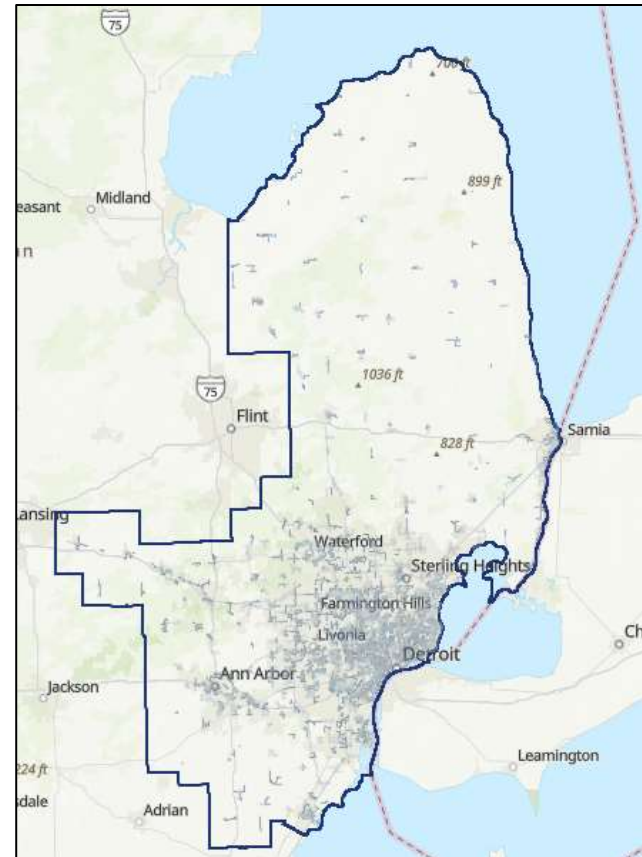 75
ft
Midland
899 ft
easant
n
1036 ft
75
Flint
Sarnia
828 ft
Lansing
Waterford
Sterling Heights
Farmington Hills
Livonia
Ch
Detroit
Ann Arbor
Jackson
Leamington
224 ft
sdale
Adrian